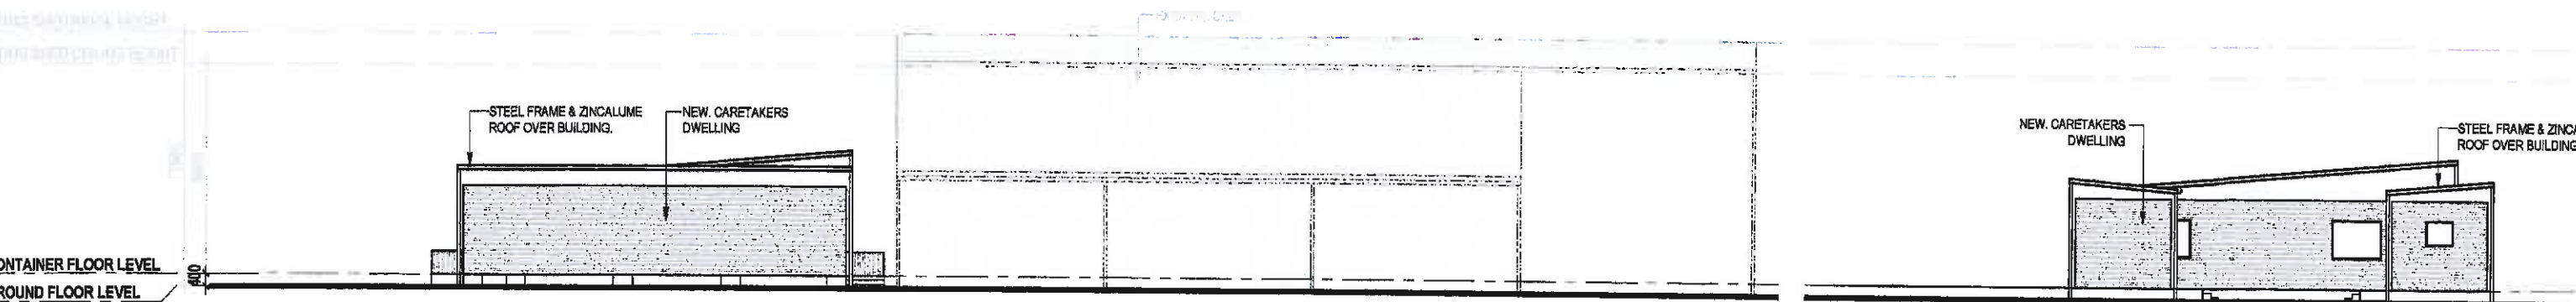 STEEL FRAME & ZINCALUME
ROOF OVER BUILDING.
NEW. CARETAKERS
DWELLING
NEW. CARETAKERS
DWELLING
STEEL FRAME & ZINCA
ROOF OVER BUILDING
ONTAINER FLOOR LEVEL
400
ROUND FLOOR LEVEL